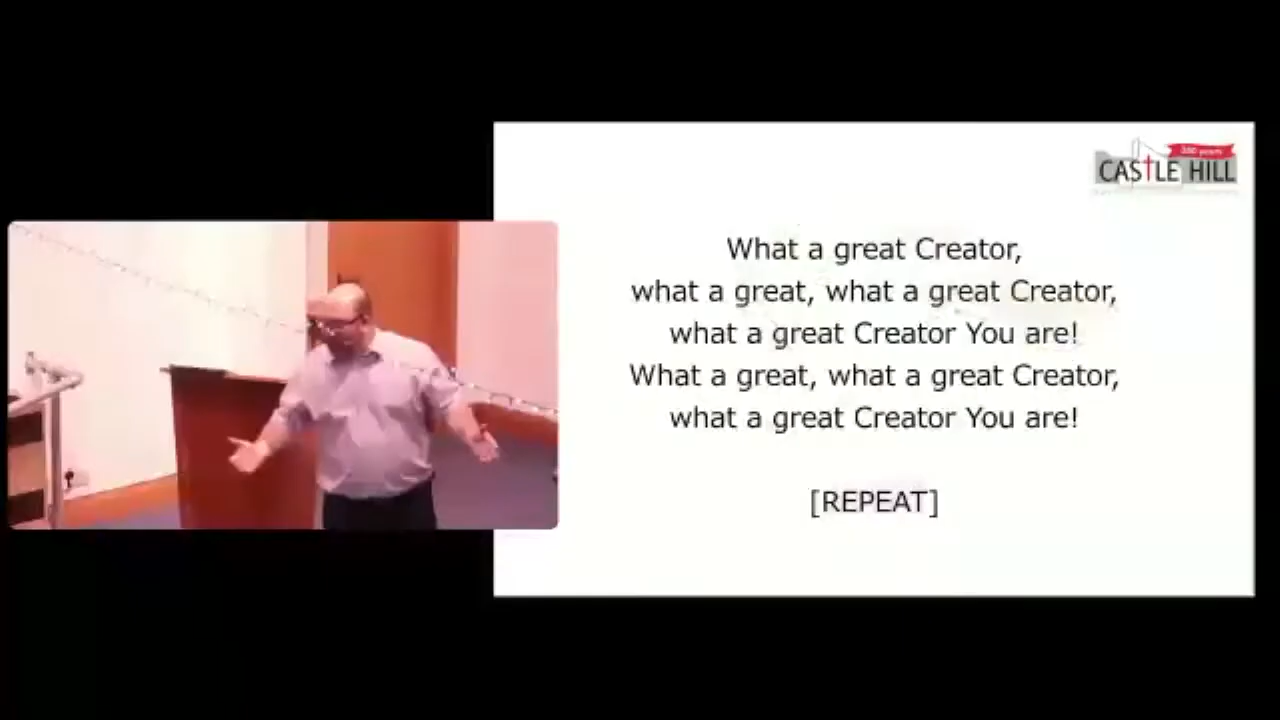 CASTLE HILL
What a great Creator,
what a great, what a great Creator,
what a great Creator You are!
What a great, what a great Creator,
what a great Creator You are!
[REPEAT]